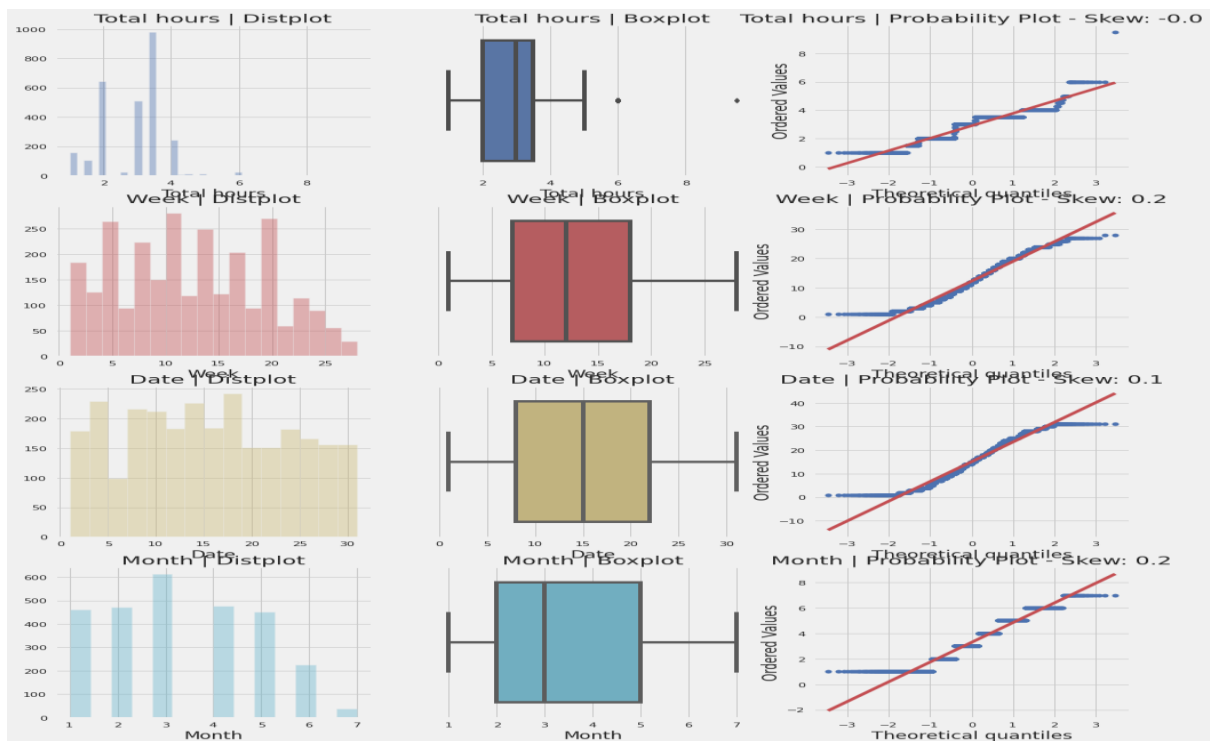 Total hours | Distplot
Total hours | Boxplot
Total hours | Probability Plot - Skew: -0.0
1000
800
600
400
200
0
2 4 6 8
Total hours
2 4 6 8
Total hours
Ordered Values
8
6
4
2
0
−3 −2 −1 0 1 2 3
Theoretical quantiles
Week | Distplot
Week | Boxplot
Week | Probability Plot - Skew: 0.2
250
200
150
100
50
0
0 5 10 15 20 25
Week
0 5 10 15 20 25
Week
Ordered Values
30
20
10
0
−10
−3 −2 −1 0 1 2 3
Theoretical quantiles
Date | Distplot
Date | Boxplot
Date | Probability Plot - Skew: 0.1
250
200
150
100
50
0
0 5 10 15 20 25 30
Date
0 5 10 15 20 25 30
Date
Ordered Values
40
30
20
10
0
−10
−3 −2 −1 0 1 2 3
Theoretical quantiles
Month | Distplot
Month | Boxplot
Month | Probability Plot - Skew: 0.2
600
500
400
300
200
100
0
1 2 3 4 5 6 7
Month
1 2 3 4 5 6 7
Month
Ordered Values
8
6
4
2
0
−2
−3 −2 −1 0 1 2 3
Theoretical quantiles